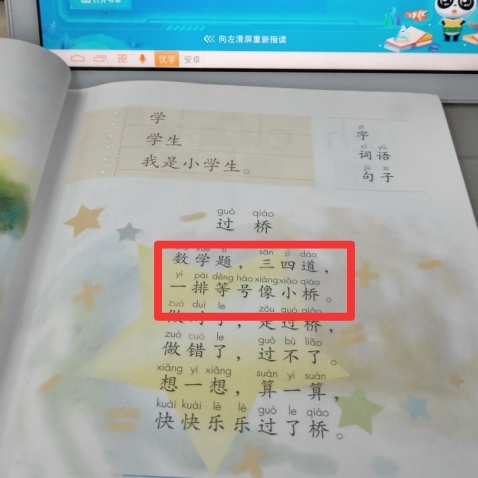 向左滑屏重新指读
优学 安卓
学
学生
我是小学生。
字
词语
句子
guò qiáo
过 桥
sān sì dào
数学题，三四道，
yì pái děng hào xiàng xiǎo qiáo
一排等号像小桥。
zuò duì le guò qiáo
做对了，走过桥，
zuò cuò le guò bù liǎo
做错了，过不了。
xiǎng yì xiǎng suàn yí suàn
想一想，算一算，
kuài kuài lè lè guò le qiáo
快快乐乐过了桥。